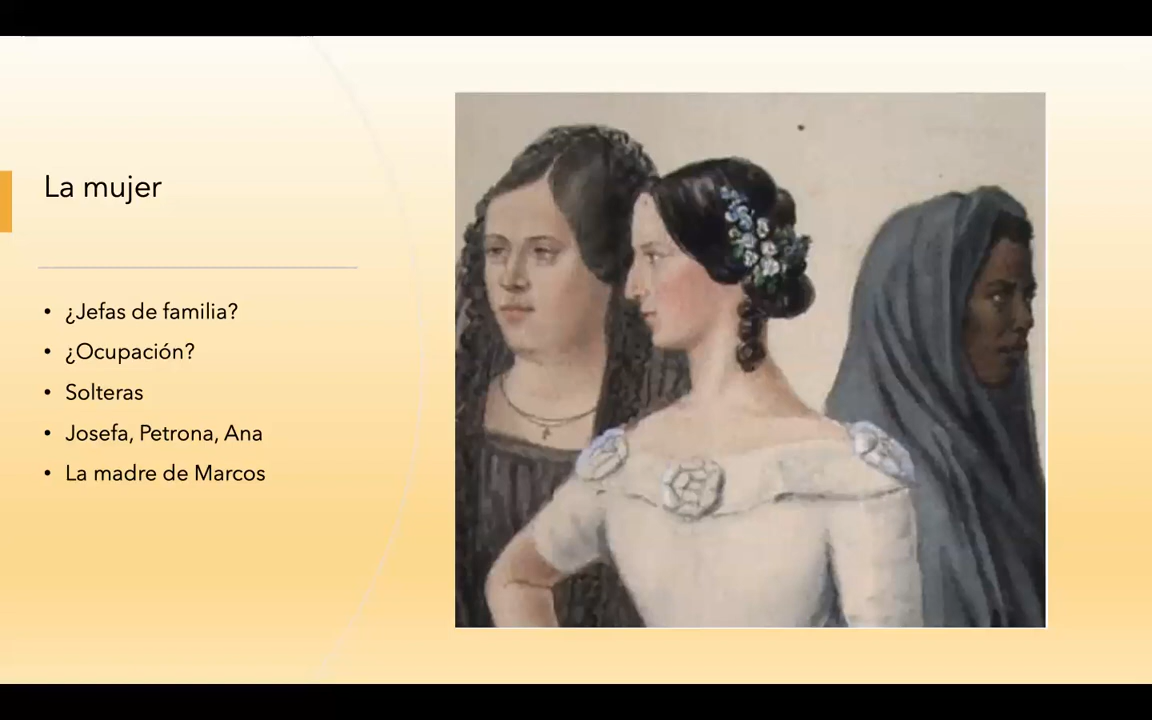 La mujer
• ¿Jefas de familia?
• ¿Ocupación?
• Solteras
• Josefa, Petrona, Ana
• La madre de Marcos